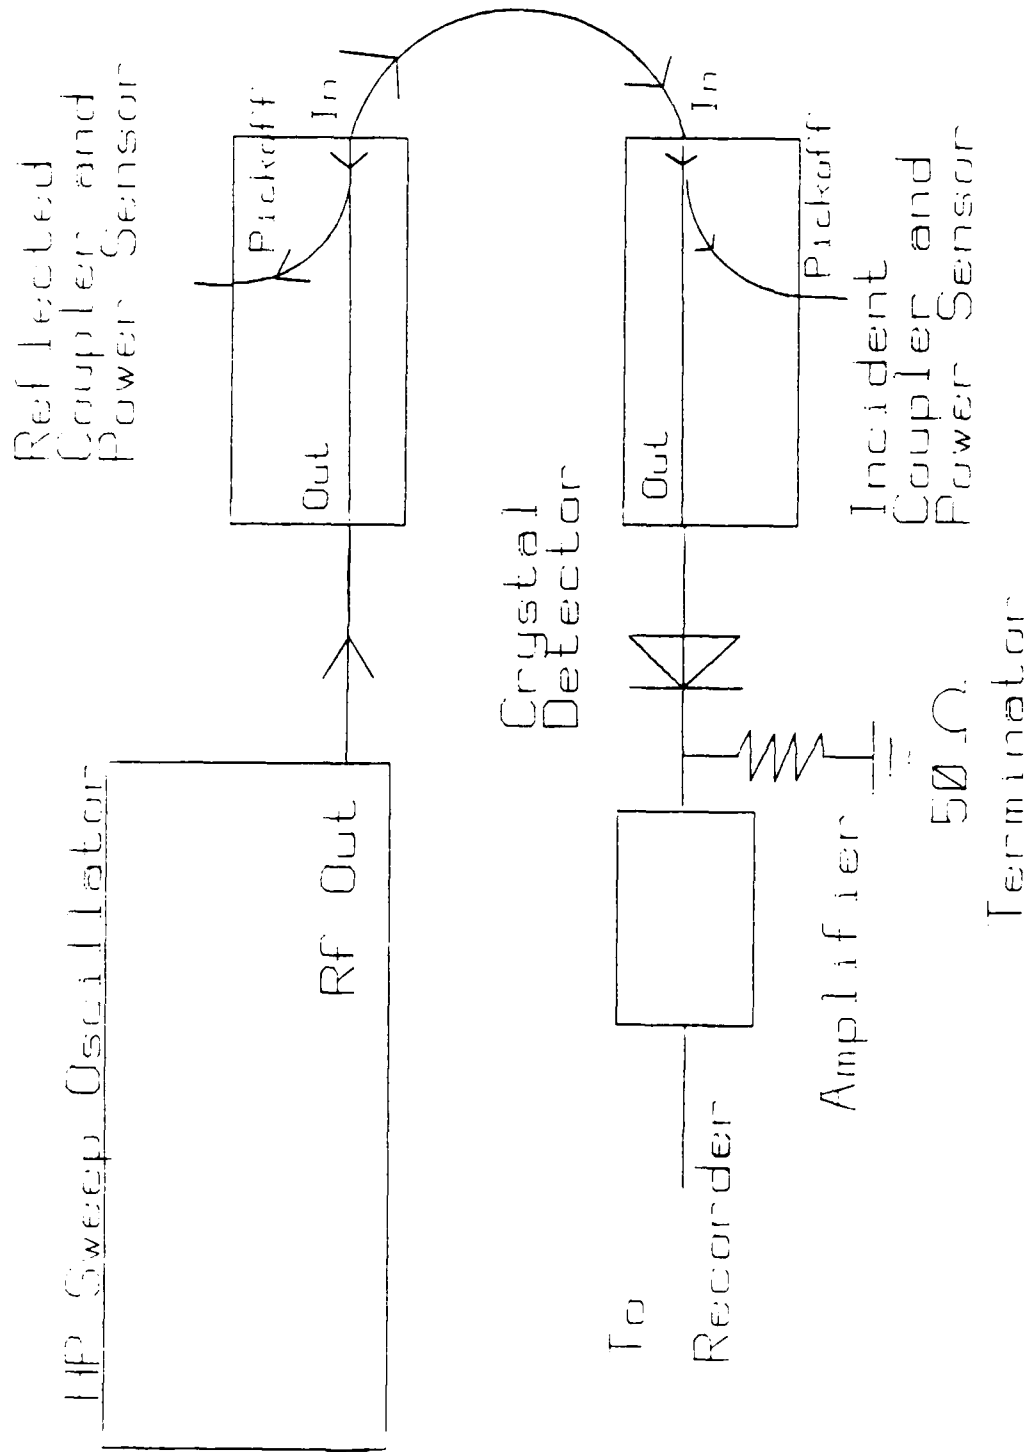 HP Sweep Oscillator
Rf Out
Reflected
Coupler and
Power Sensor
Out
Pickoff
In
Crystal
Detector
Out
In
Pickoff
Incident
Coupler and
Power Sensor
To
Recorder
Amplifier
50 Ω
Terminator